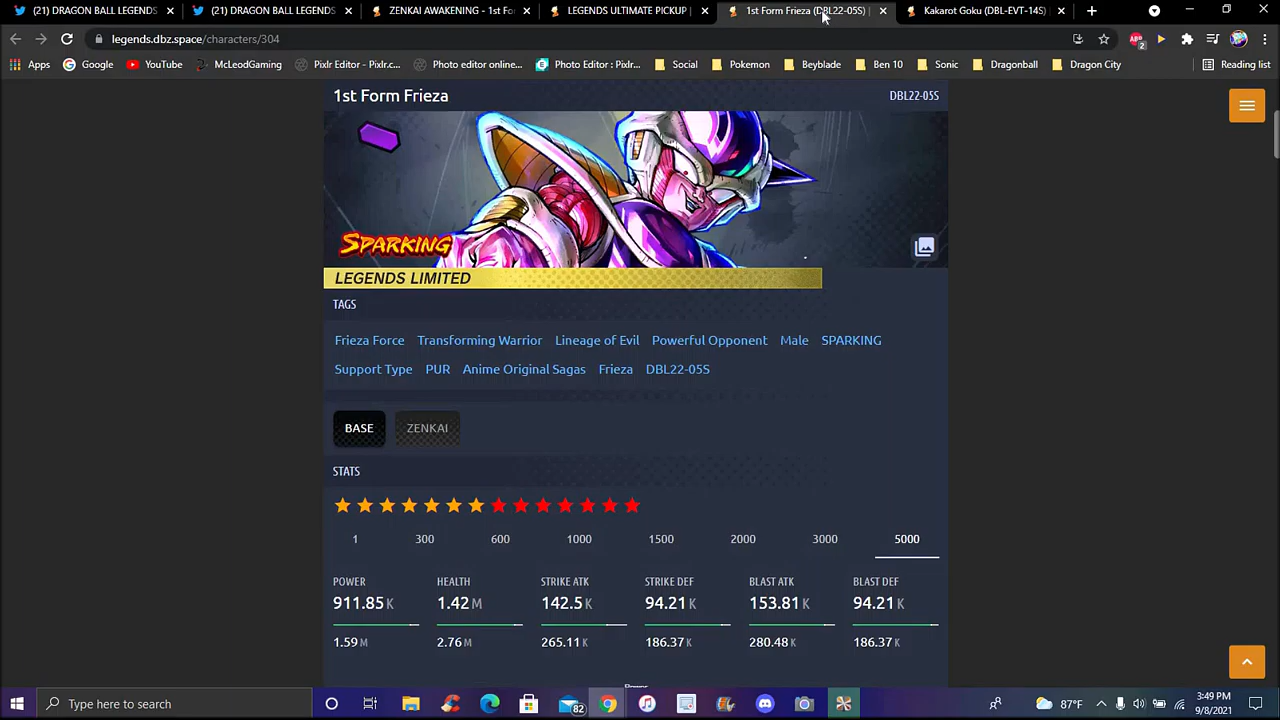 (21) DRAGON BALL LEGENDS (21) DRAGON BALL LEGENDS ZENKAI AWAKENING - 1st Fo LEGENDS ULTIMATE PICKUP | 1st Form Frieza (DBL22-05S) | Kakarot Goku (DBL-EVT-14S)
legends.dbz.space/characters/304
Apps Google YouTube McLeodGaming Pixlr Editor - Pixlr.c... Photo editor online... Photo Editor : Pixlr... Social Pokemon Beyblade Ben 10 Sonic Dragonball Dragon City Reading list
1st Form Frieza DBL22-05S
SPARKING
LEGENDS LIMITED
TAGS
Frieza Force Transforming Warrior Lineage of Evil Powerful Opponent Male SPARKING
Support Type PUR Anime Original Sagas Frieza DBL22-05S
BASE ZENKAI
STATS
1 300 600 1000 1500 2000 3000 5000
POWER HEALTH STRIKE ATK STRIKE DEF BLAST ATK BLAST DEF
911.85 K 1.42 M 142.5 K 94.21 K 153.81 K 94.21 K
1.59 M 2.76 M 265.11 K 186.37 K 280.48 K 186.37 K
Type here to search 82 87°F 3:49 PM
9/8/2021